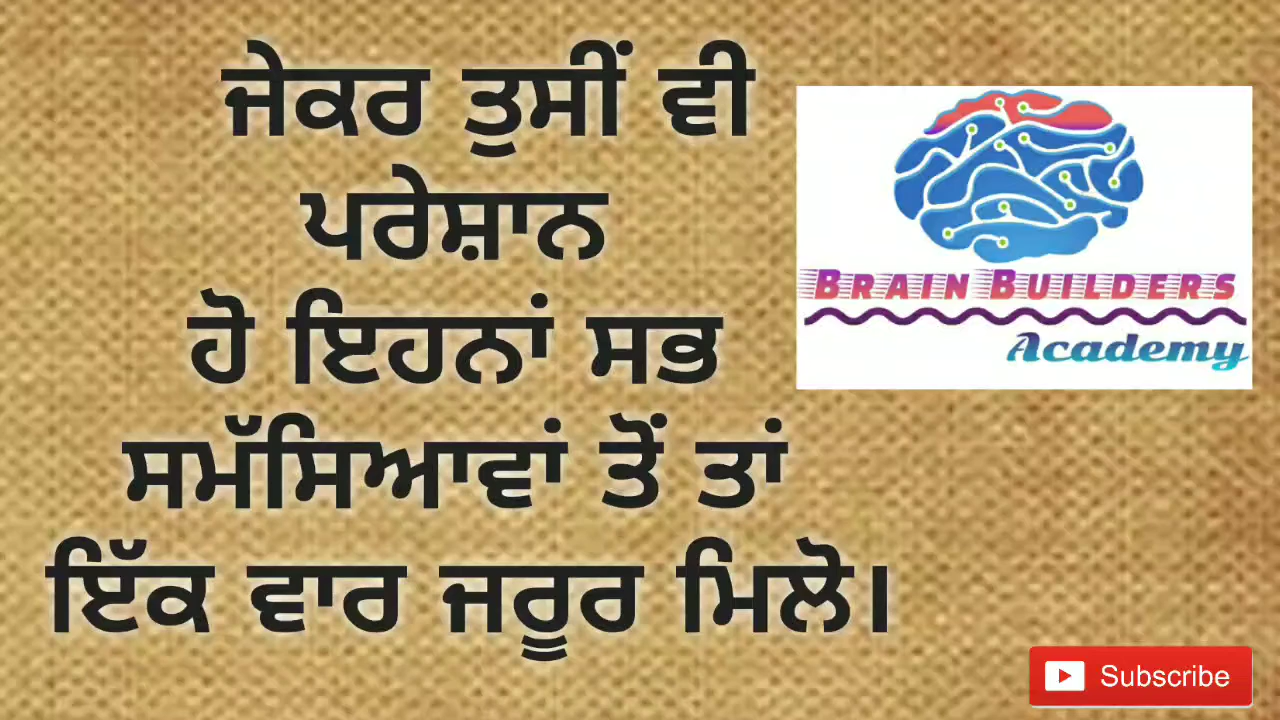 ਜੇਕਰ ਤੁਸੀਂ ਵੀ
ਪਰੇਸ਼ਾਨ
ਹੋ ਇਹਨਾਂ ਸਭ
ਸਮੱਸਿਆਵਾਂ ਤੋਂ ਤਾਂ
ਇੱਕ ਵਾਰ ਜਰੂਰ ਮਿਲੋ।
BRAIN BUILDERS
Academy
Subscribe